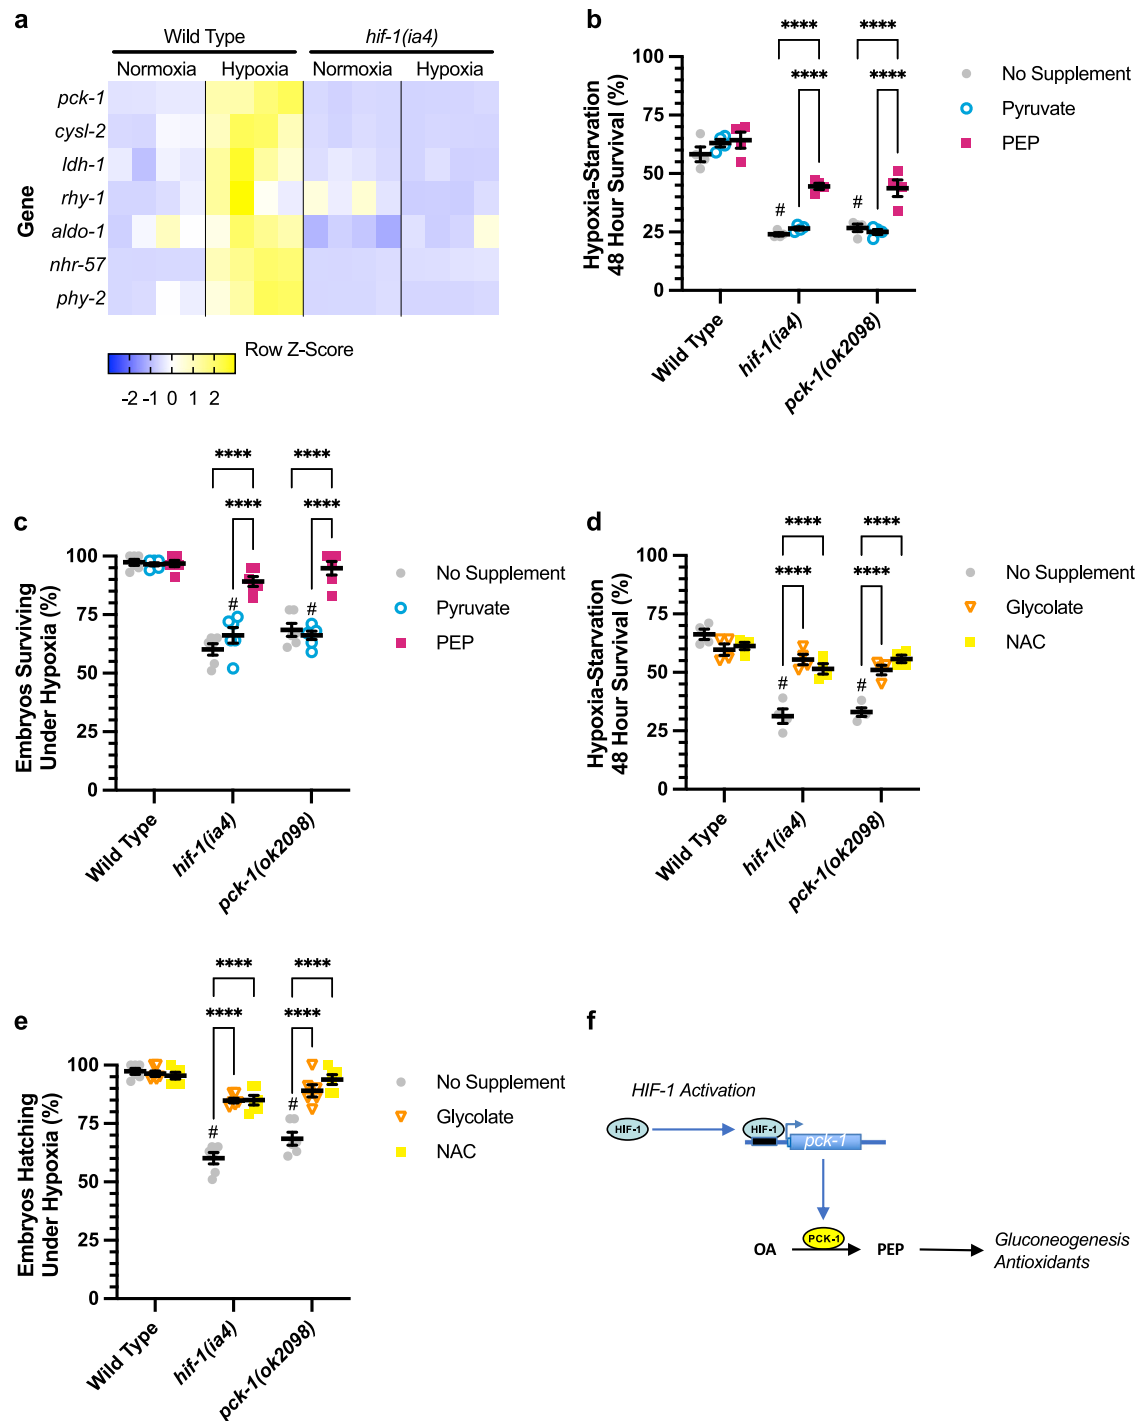 a
Wild Type
hif-1(ia4)
Normoxia
Hypoxia
Normoxia
Hypoxia
Gene
pck-1
cysl-2
ldh-1
rhy-1
aldo-1
nhr-57
phy-2
Row Z-Score
-2 -1 0 1 2
b
****
****
****
****
Hypoxia-Starvation
48 Hour Survival (%)
100
75
50
25
0
#
#
Wild Type
hif-1(ia4)
pck-1(ok2098)
No Supplement
Pyruvate
PEP
c
****
****
****
****
Embryos Surviving
Under Hypoxia (%)
100
75
50
25
0
#
#
Wild Type
hif-1(ia4)
pck-1(ok2098)
No Supplement
Pyruvate
PEP
d
****
****
****
****
Hypoxia-Starvation
48 Hour Survival (%)
100
75
50
25
0
#
#
Wild Type
hif-1(ia4)
pck-1(ok2098)
No Supplement
Glycolate
NAC
e
****
****
****
****
Embryos Hatching
Under Hypoxia (%)
100
75
50
25
0
#
#
Wild Type
hif-1(ia4)
pck-1(ok2098)
No Supplement
Glycolate
NAC
f
HIF-1 Activation
HIF-1
HIF-1
pck-1
PCK-1
OA
PEP
Gluconeogenesis
Antioxidants